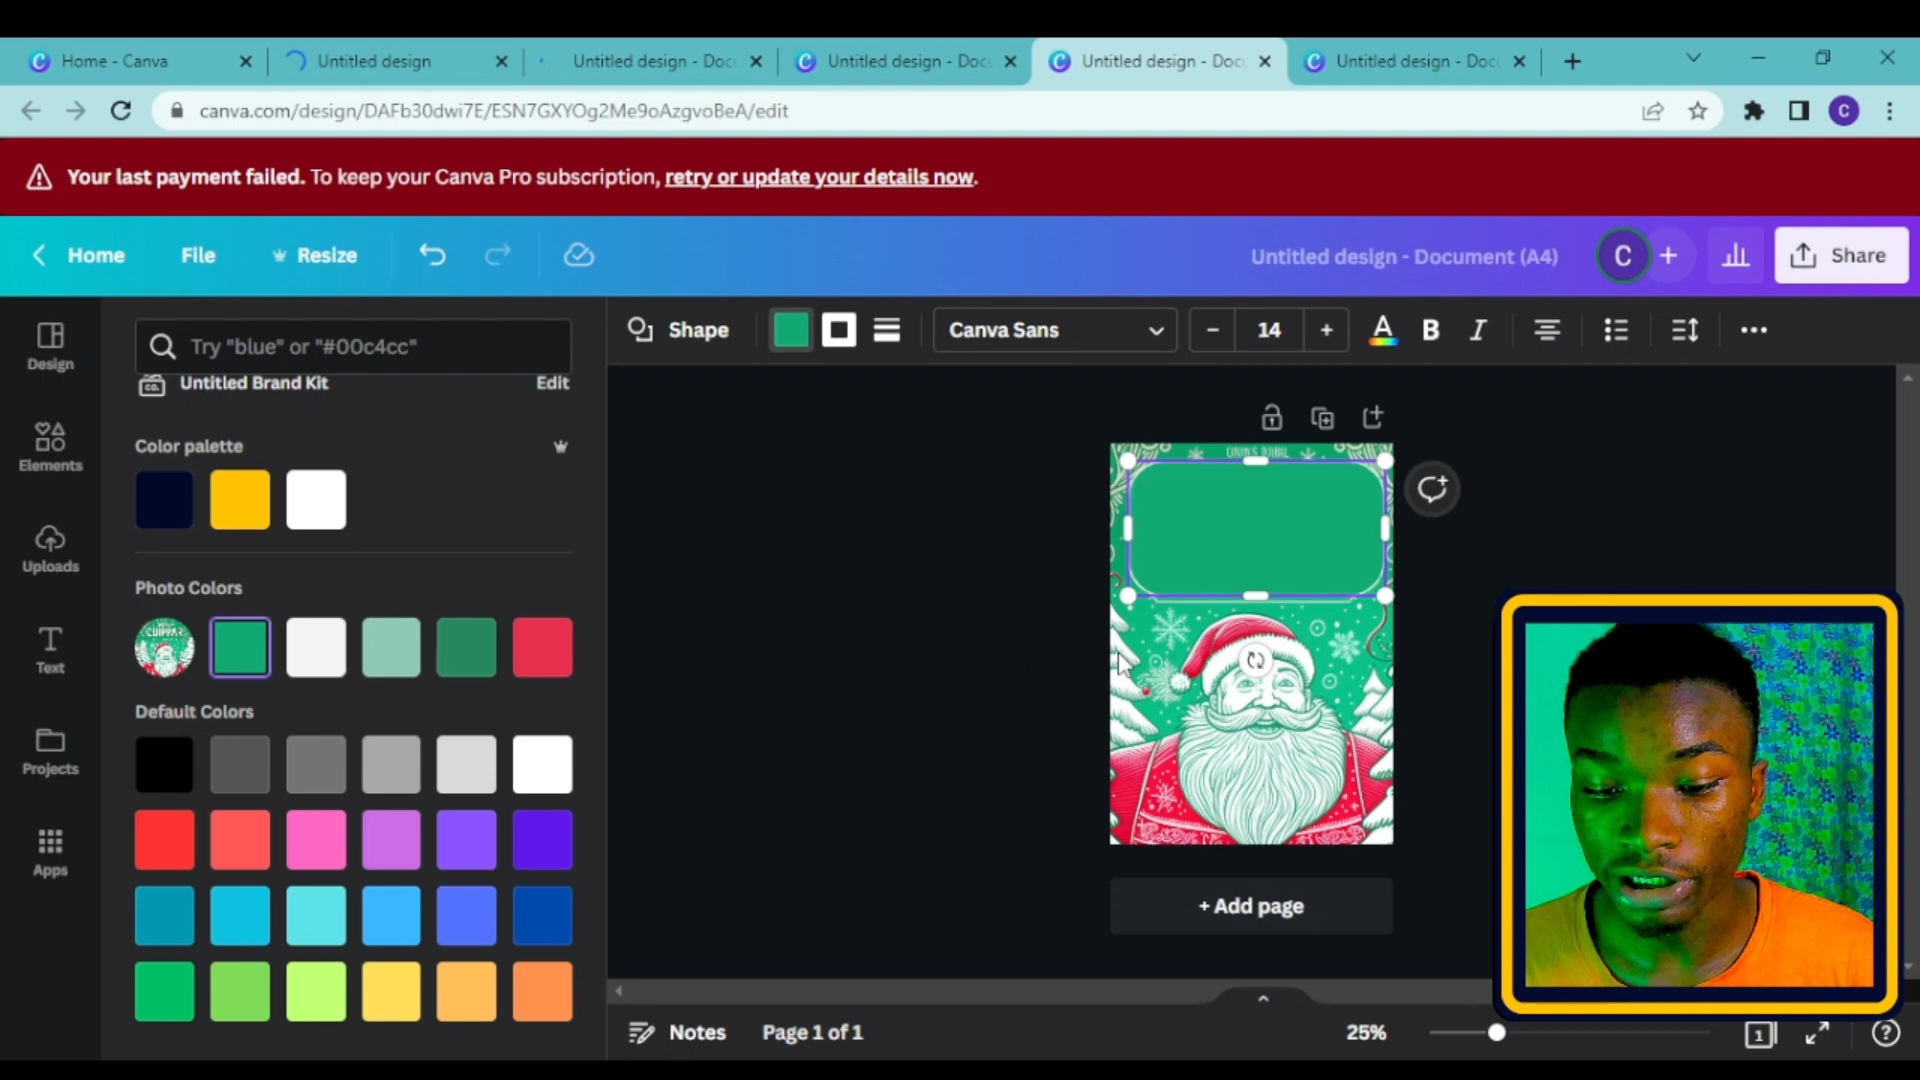 Home - Canva
Untitled design
Untitled design - Doc
Untitled design - Doc
Untitled design - Doc
Untitled design - Doc
canva.com/design/DAFb30dwi7E/ESN7GXYOg2Me9oAzgvoBeA/edit
C
Your last payment failed. To keep your Canva Pro subscription, retry or update your details now.
Home
File
Resize
Untitled design - Document (A4)
C
+
Share
Design
Elements
Uploads
Text
Projects
Apps
Try "blue" or "#00c4cc"
CO.
Untitled Brand Kit
Edit
Color palette
Photo Colors
Default Colors
Shape
Canva Sans
- 14 +
A B I
+ Add page
Notes
Page 1 of 1
25%
1
?